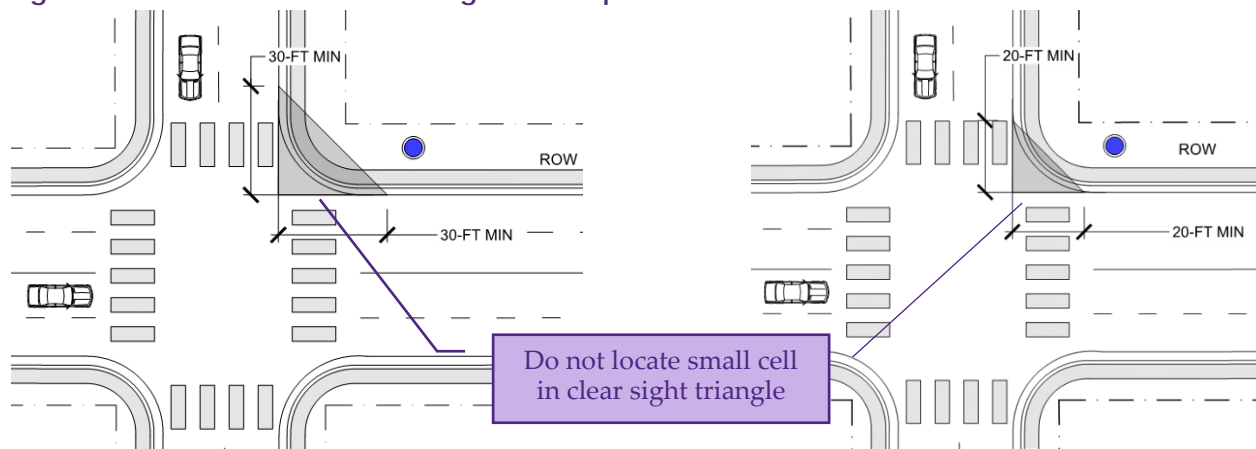 30-FT MIN
20-FT MIN
ROW
ROW
30-FT MIN
20-FT MIN
Do not locate small cell
in clear sight triangle